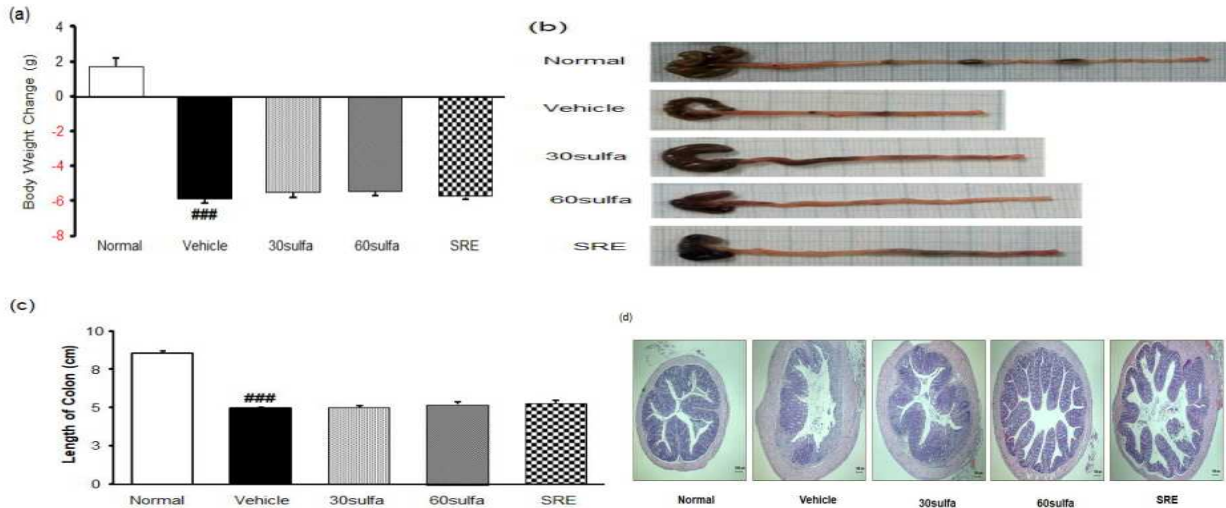 (a)
Body Weight Change (g)
4
2
0
-2
-4
-6
-8
###
Normal Vehicle 30sulfa 60sulfa SRE
(b)
Normal
Vehicle
30sulfa
60sulfa
SRE
(c)
Length of Colon (cm)
10
8
5
3
0
###
Normal Vehicle 30sulfa 60sulfa SRE
(d)
Normal Vehicle 30sulfa 60sulfa SRE